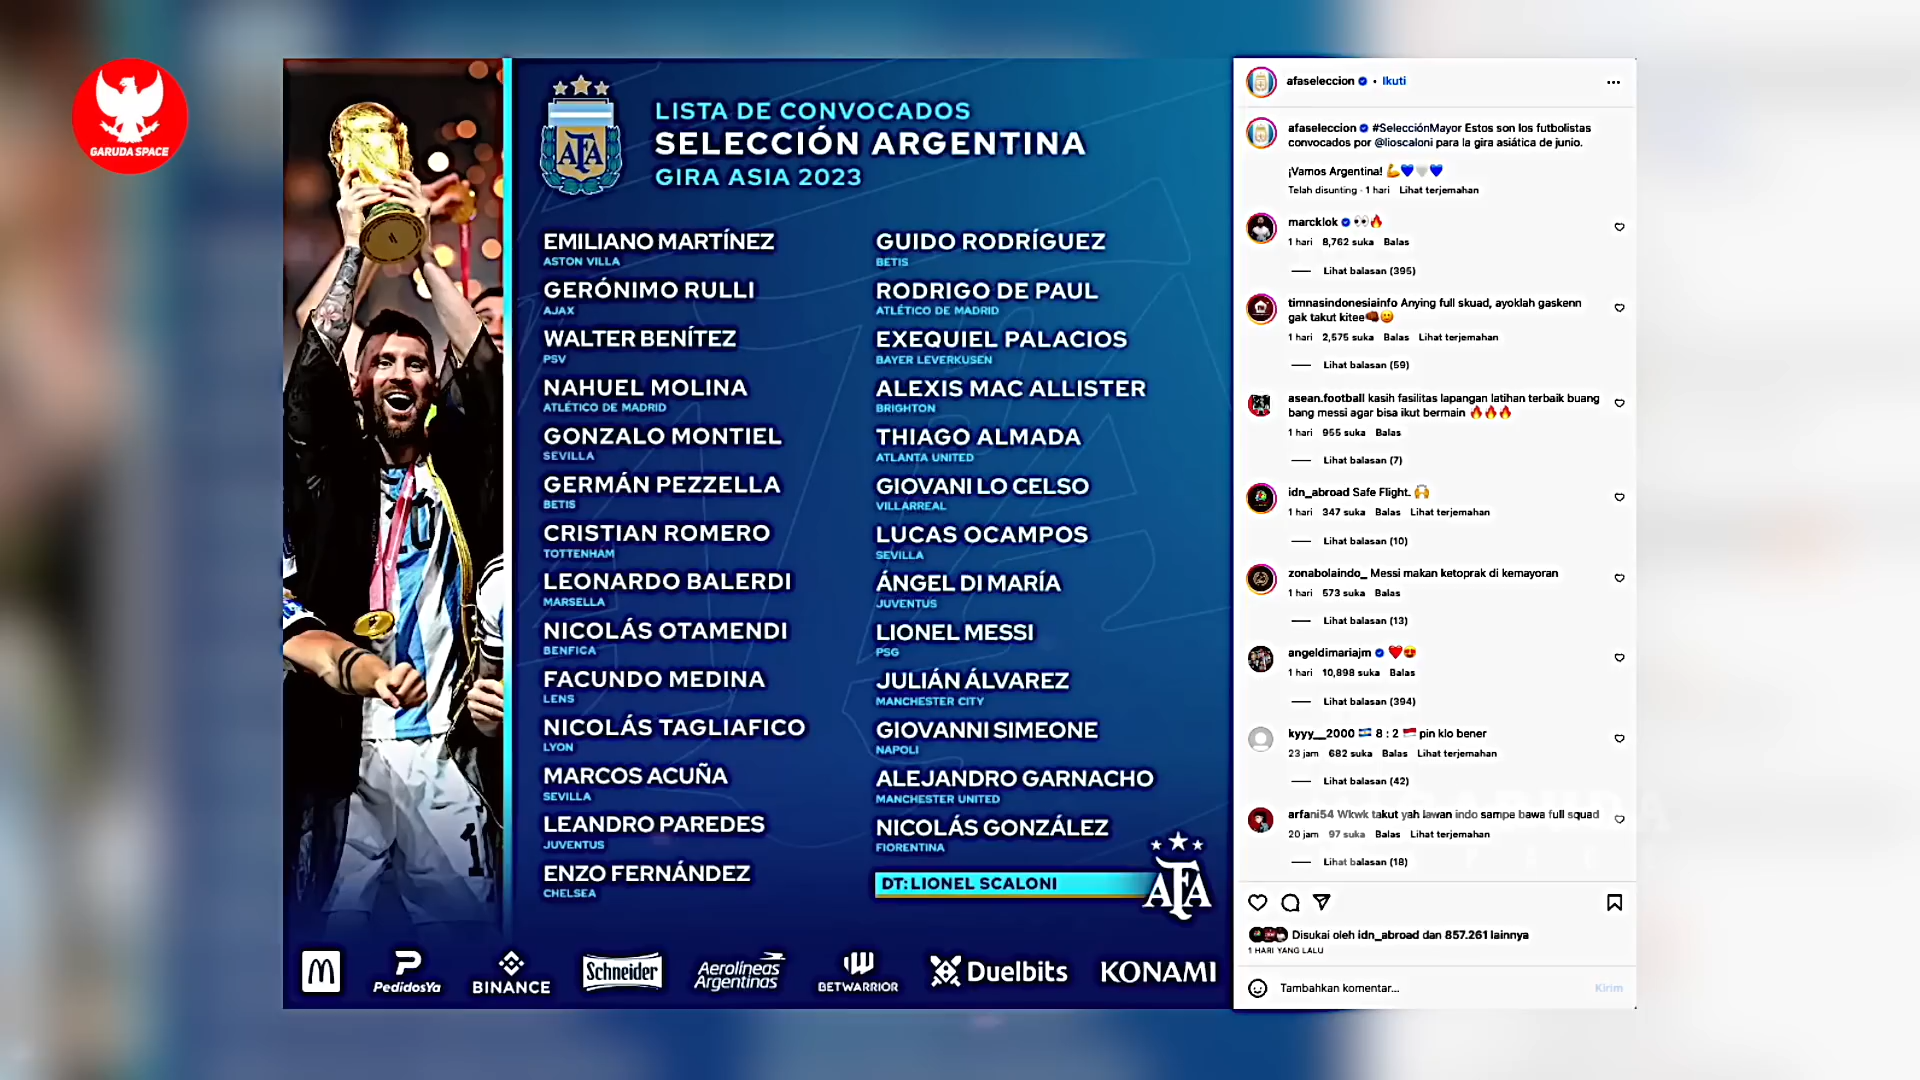 GARUDA SPACE
AFA
LISTA DE CONVOCADOS
SELECCIÓN ARGENTINA
GIRA ASIA 2023
EMILIANO MARTÍNEZ
ASTON VILLA
GERÓNIMO RULLI
AJAX
WALTER BENÍTEZ
PSV
NAHUEL MOLINA
ATLÉTICO DE MADRID
GONZALO MONTIEL
SEVILLA
GERMÁN PEZZELLA
BETIS
CRISTIAN ROMERO
TOTTENHAM
LEONARDO BALERDI
MARSELLA
NICOLÁS OTAMENDI
BENFICA
FACUNDO MEDINA
LENS
NICOLÁS TAGLIAFICO
LYON
MARCOS ACUÑA
SEVILLA
LEANDRO PAREDES
JUVENTUS
ENZO FERNÁNDEZ
CHELSEA
GUIDO RODRÍGUEZ
BETIS
RODRIGO DE PAUL
ATLÉTICO DE MADRID
EXEQUIEL PALACIOS
BAYER LEVERKUSEN
ALEXIS MAC ALLISTER
BRIGHTON
THIAGO ALMADA
ATLANTA UNITED
GIOVANI LO CELSO
VILLARREAL
LUCAS OCAMPOS
SEVILLA
ÁNGEL DI MARÍA
JUVENTUS
LIONEL MESSI
PSG
JULIÁN ÁLVAREZ
MANCHESTER CITY
GIOVANNI SIMEONE
NAPOLI
ALEJANDRO GARNACHO
MANCHESTER UNITED
NICOLÁS GONZÁLEZ
FIORENTINA
DT: LIONEL SCALONI
AFA
PedidosYa
BINANCE
Schneider
Aerolíneas
Argentinas
BETWARRIOR
Duelbits
KONAMI
afaseleccion • Ikuti
afaseleccion #SelecciónMayor Estos son los futbolistas
convocados por @lioscaloni para la gira asiática de junio.
¡Vamos Argentina! 💪💙🤍💙
Telah disunting · 1 hari Lihat terjemahan
marcklok 👀🔥
1 hari 8,762 suka Balas
Lihat balasan (395)
timnasindonesiainfo Anying full skuad, ayoklah gaskenn
gak takut kitee
1 hari 2,575 suka Balas Lihat terjemahan
Lihat balasan (59)
asean.football kasih fasilitas lapangan latihan terbaik buang
bang messi agar bisa ikut bermain 🔥🔥🔥
1 hari 955 suka Balas
Lihat balasan (7)
idn_abroad Safe Flight. 🙌
1 hari 347 suka Balas Lihat terjemahan
Lihat balasan (10)
zonabolaindo_ Messi makan ketoprak di kemayoran
1 hari 573 suka Balas
Lihat balasan (13)
angeldimariajm ❤️😍
1 hari 10,898 suka Balas
Lihat balasan (394)
kyyy__2000 🇦🇷 8 : 2 🇮🇩 pin klo bener
23 jam 682 suka Balas Lihat terjemahan
Lihat balasan (42)
arfani54 Wkwk takut yah lawan indo sampe bawa full squad
20 jam 97 suka Balas Lihat terjemahan
Lihat balasan (18)
Disukai oleh idn_abroad dan 857.261 lainnya
1 HARI YANG LALU
Tambahkan komentar...
Kirim